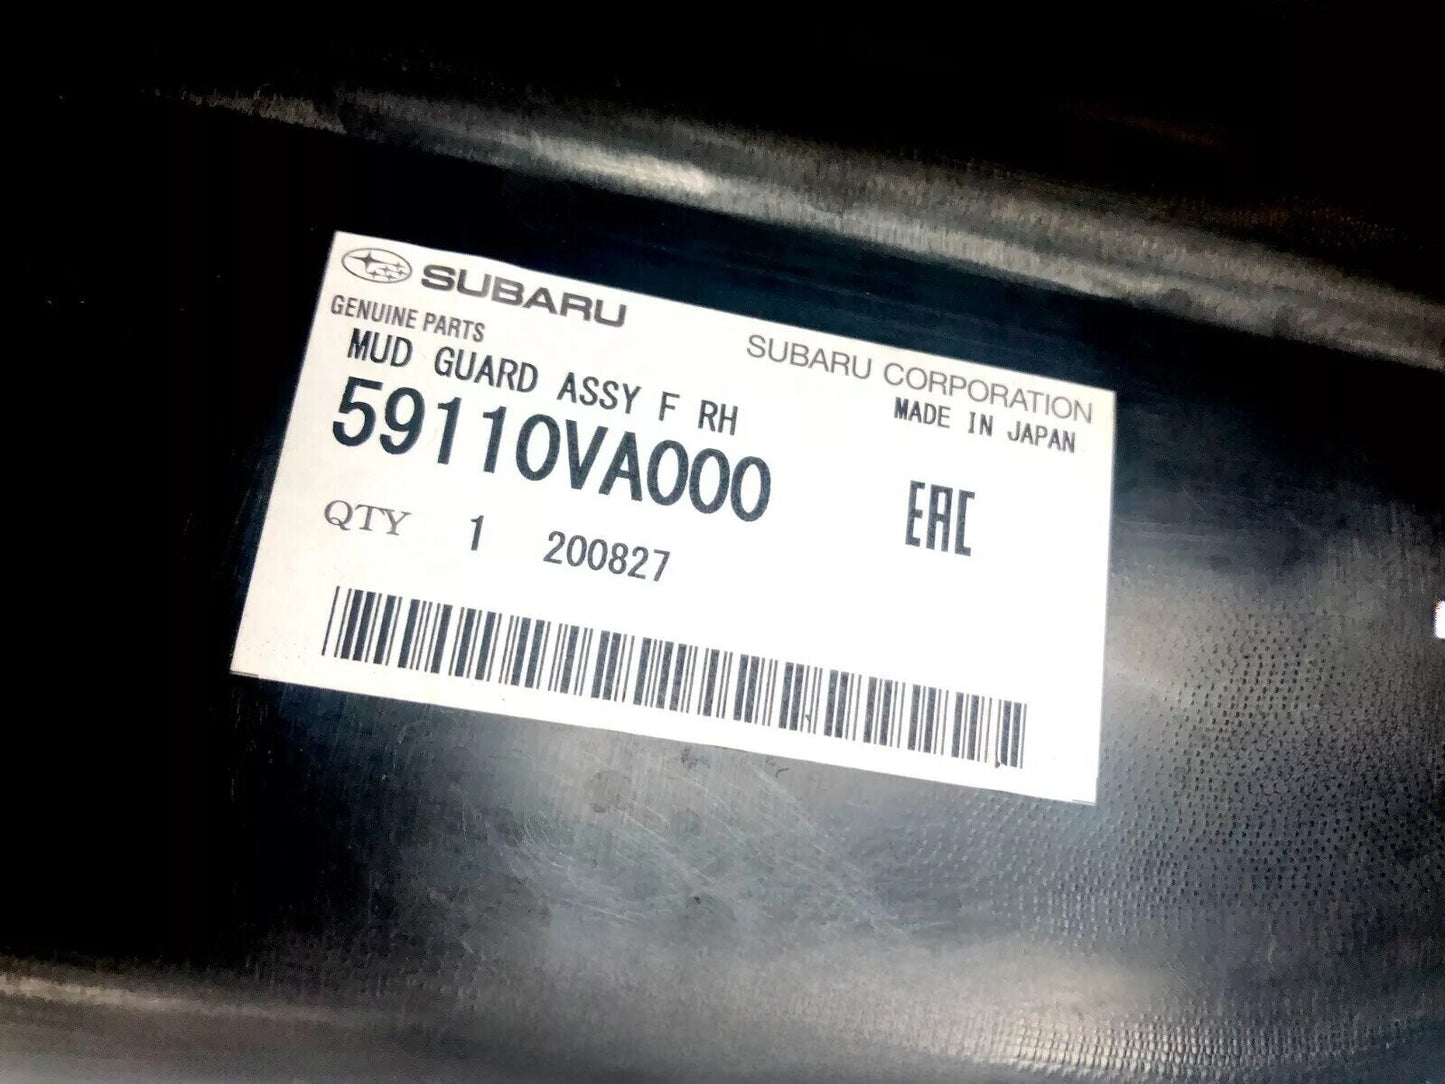 SUBARU
GENUINE PARTS
SUBARU CORPORATION
MUD GUARD ASSY F RH
MADE IN JAPAN
59110VA000
EAC
QTY 1 200827